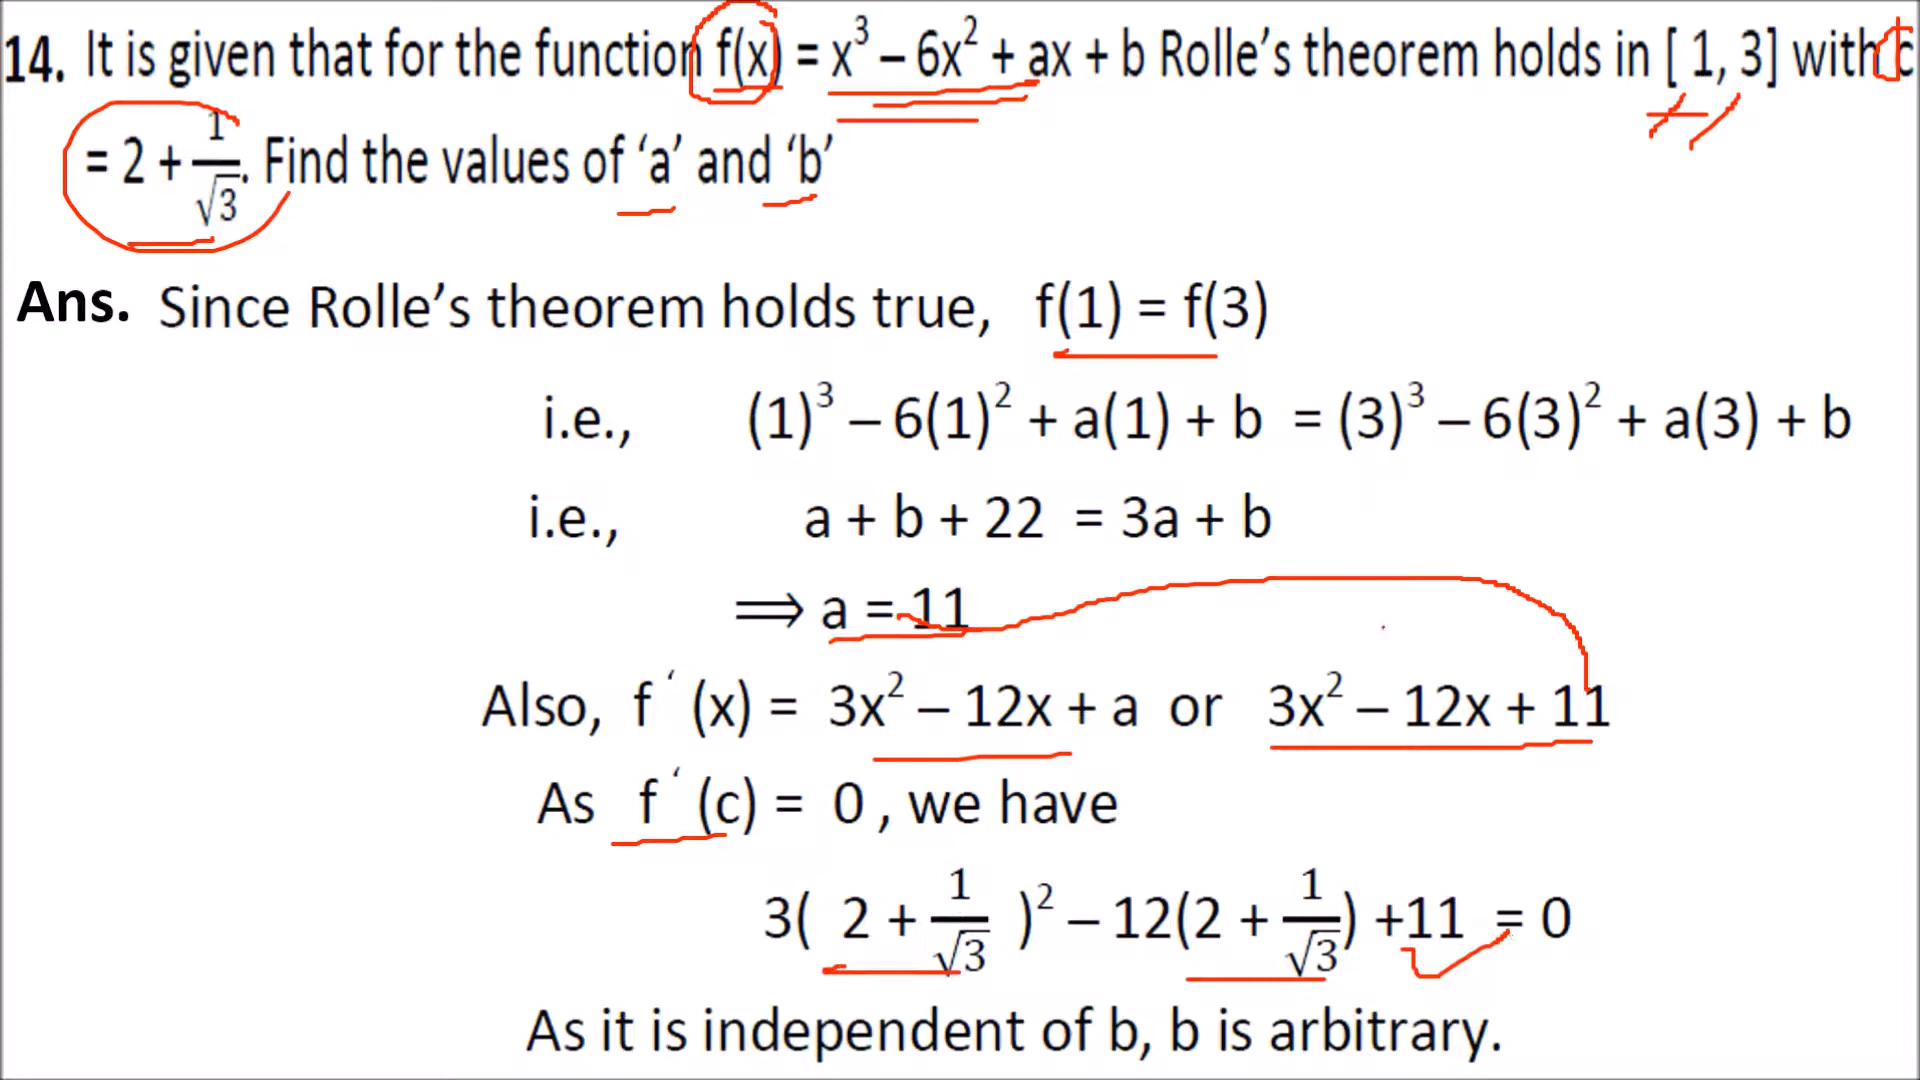 14. It is given that for the function f(x) = x³ – 6x² + ax + b Rolle’s theorem holds in [ 1, 3] with c
= 2 + 1/√3. Find the values of ‘a’ and ‘b’
Ans. Since Rolle’s theorem holds true, f(1) = f(3)
i.e., (1)³ – 6(1)² + a(1) + b = (3)³ – 6(3)² + a(3) + b
i.e., a + b + 22 = 3a + b
⟹ a = 11
Also, f ‘ (x) = 3x² – 12x + a or 3x² – 12x + 11
As f ‘ (c) = 0 , we have
3( 2 + 1/√3 )² – 12(2 + 1/√3) +11 = 0
As it is independent of b, b is arbitrary.